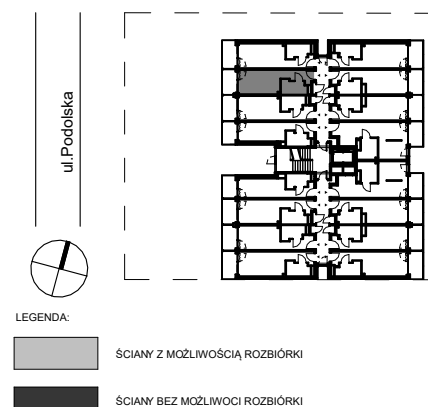 ul.Podolska
LEGENDA:
ŚCIANY Z MOŻLIWOŚCIĄ ROZBIÓRKI
ŚCIANY BEZ MOŻLIWOCI ROZBIÓRKI